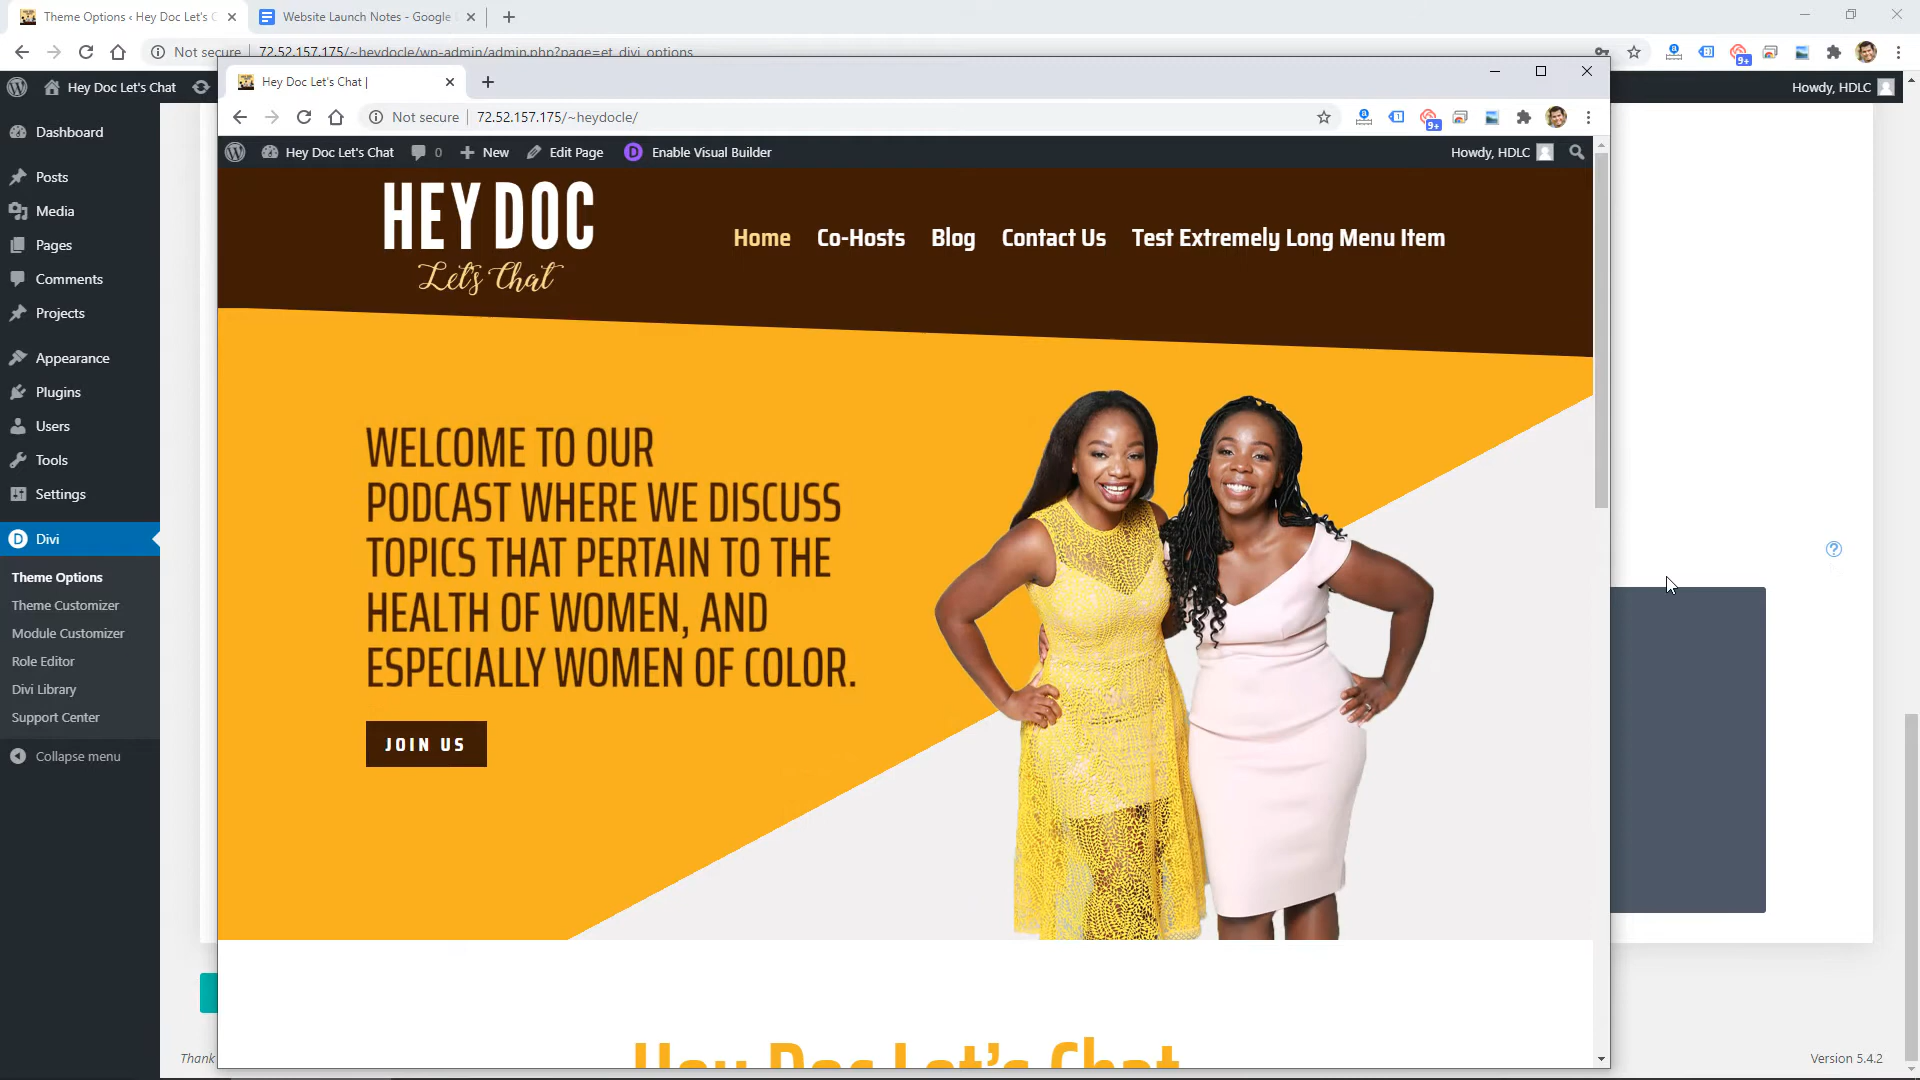 Theme Options ‹ Hey Doc Let's
Website Launch Notes - Google
Not secure 72.52.157.175/~heydocle/wp-admin/admin.php?page=et_divi_options
9+
Hey Doc Let's Chat
Howdy, HDLC
Hey Doc Let's Chat |
Not secure 72.52.157.175/~heydocle/
9+
Hey Doc Let's Chat 0 New Edit Page D Enable Visual Builder Howdy, HDLC
Dashboard
Posts
Media
Pages
Comments
Projects
Appearance
Plugins
Users
Tools
Settings
D Divi
Theme Options
Theme Customizer
Module Customizer
Role Editor
Divi Library
Support Center
Collapse menu
HEY DOC
Let's Chat
Home Co-Hosts Blog Contact Us Test Extremely Long Menu Item
WELCOME TO OUR
PODCAST WHERE WE DISCUSS
TOPICS THAT PERTAIN TO THE
HEALTH OF WOMEN, AND
ESPECIALLY WOMEN OF COLOR.
JOIN US
?
Hey Doc Let's Chat
Thank
Version 5.4.2